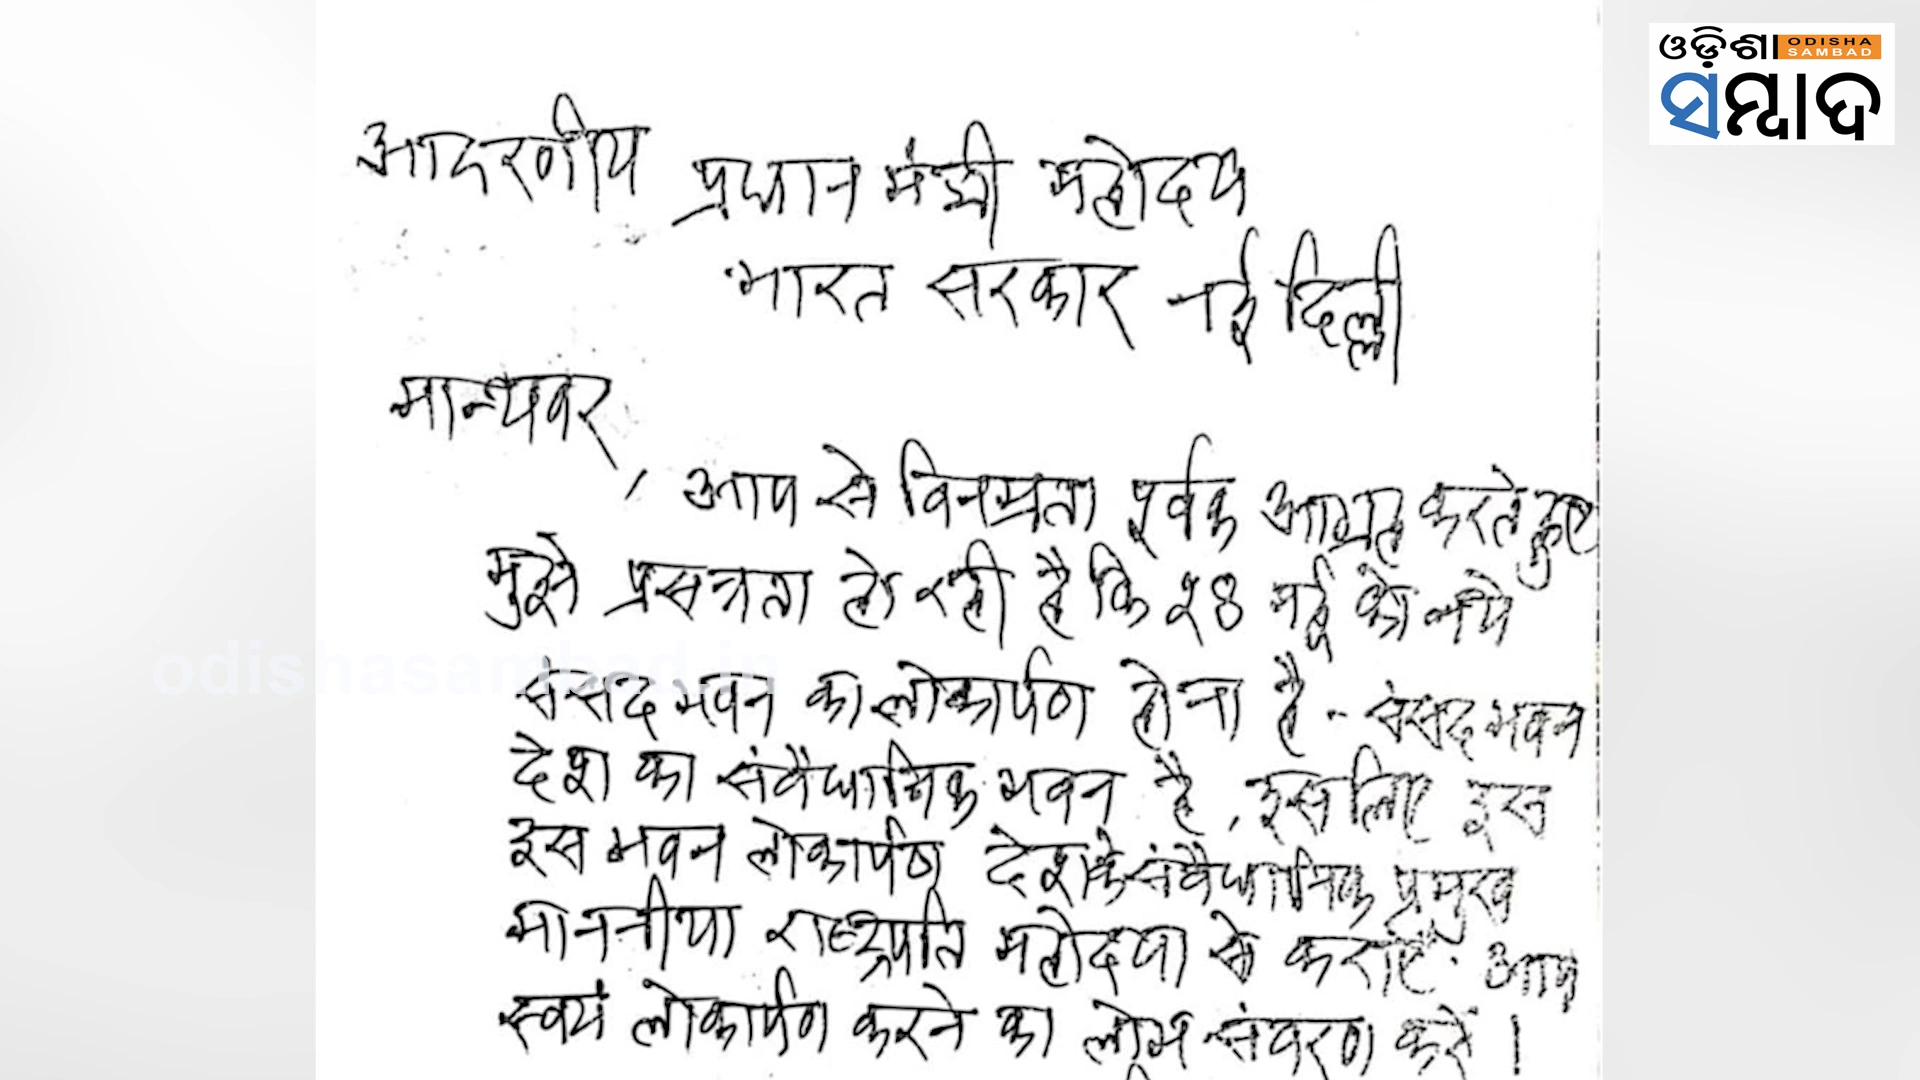 ଓଡ଼ିଶା ODISHA SAMBAD
ସମ୍ବାଦ
आदरणीय प्रधान मंत्री महोदय
भारत सरकार नई दिल्ली
मान्यवर,
आप से विनम्रता पूर्वक आग्रह करते हुए
मुझे प्रसन्नता हो रही है कि २8 मई को नये
संसद भवन का लोकार्पण होना है - संसद भवन
देश का संवैधानिक भवन है, इसलिए इस
इस भवन लोकार्पण देश के संवैधानिक प्रमुख
माननीया राष्ट्रपति महोदया से कराएँ. आप
स्वयं लोकार्पण करने का लोभ संवरण करें।
odishasambad.in